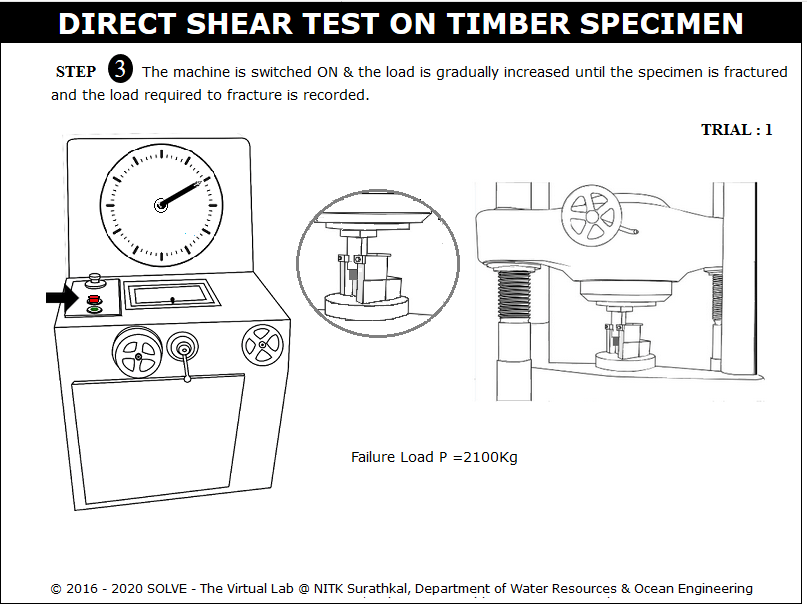 DIRECT SHEAR TEST ON TIMBER SPECIMEN
STEP 3 The machine is switched ON & the load is gradually increased until the specimen is fractured
and the load required to fracture is recorded.
TRIAL : 1
Failure Load P =2100Kg
© 2016 - 2020 SOLVE - The Virtual Lab @ NITK Surathkal, Department of Water Resources & Ocean Engineering